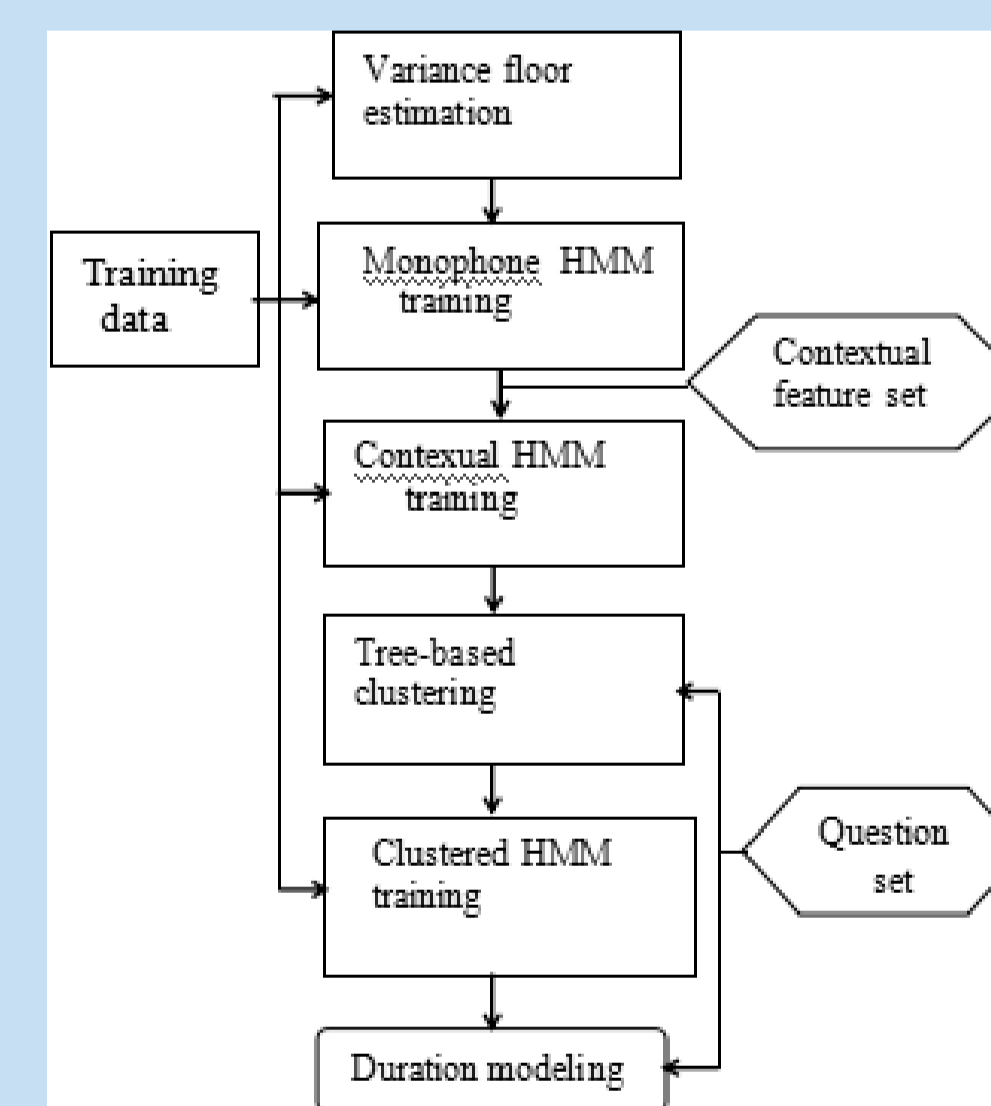 Variance floor
estimation
Training
data
Monophone HMM
training
Contextual
feature set
Contexual HMM
training
Tree-based
clustering
Question
set
Clustered HMM
training
Duration modeling